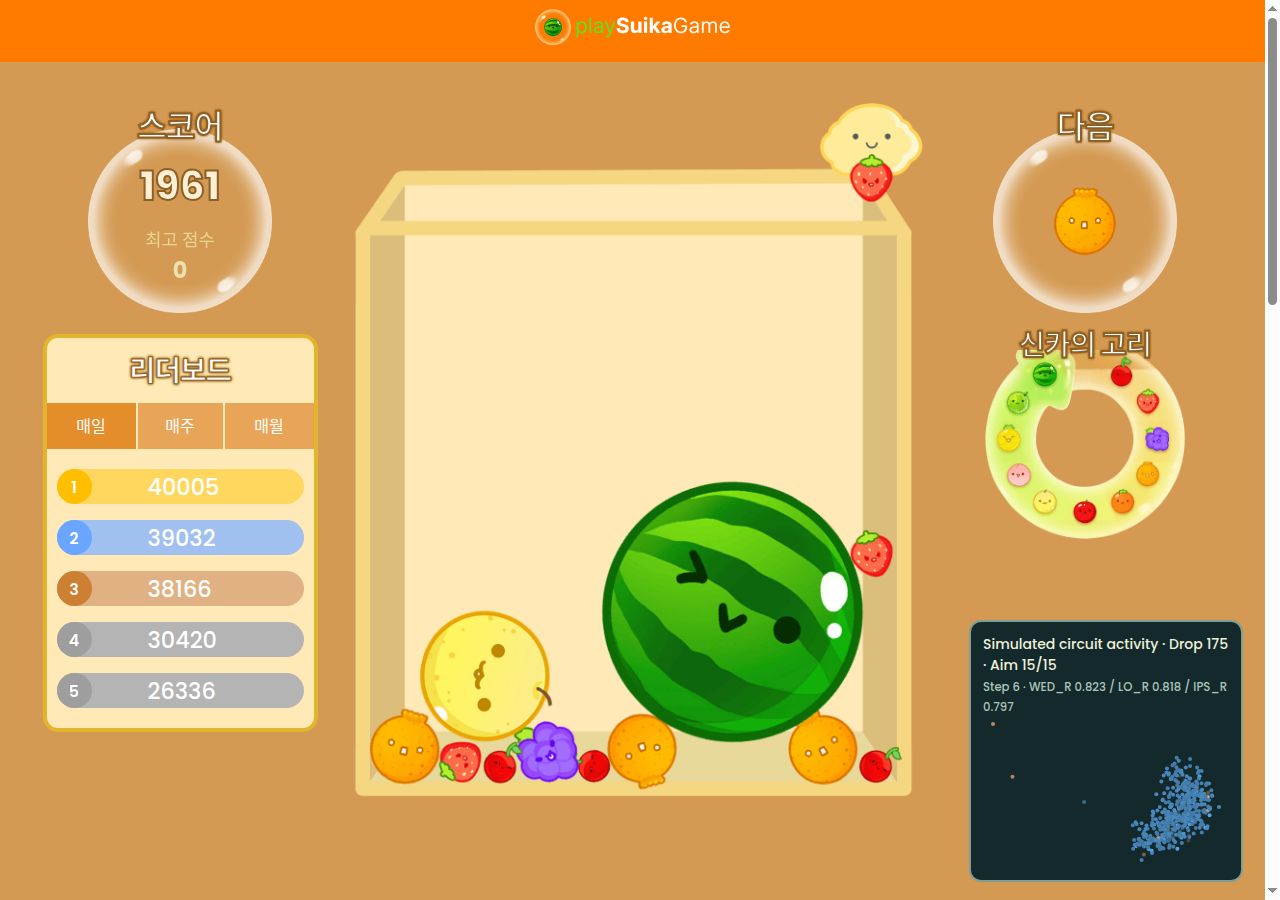 playSuikaGame
스코어
1961
최고 점수
0
리더보드
매일 매주 매월
1 40005
2 39032
3 38166
4 30420
5 26336
다음
신카의 고리
Simulated circuit activity · Drop 175
· Aim 15/15
Step 6 · WED_R 0.823 / LO_R 0.818 / IPS_R
0.797